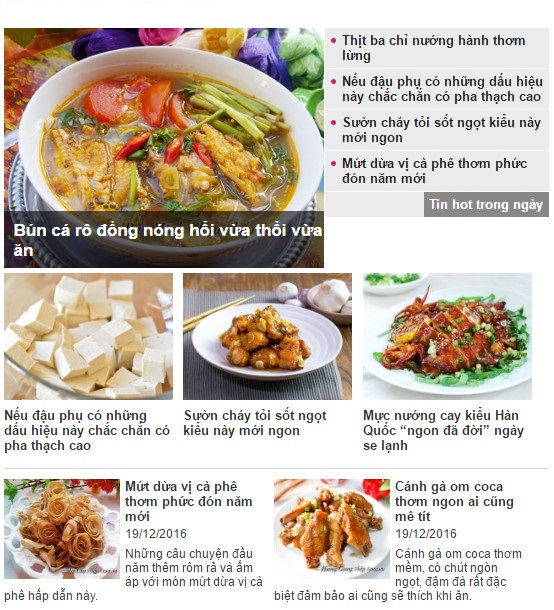 Thịt ba chỉ nướng hành thơm
lừng
Nếu đậu phụ có những dấu hiệu
này chắc chắn có pha thạch cao
Sườn cháy tỏi sốt ngọt kiểu này
mới ngon
Mứt dừa vị cà phê thơm phức
đón năm mới
Tin hot trong ngày
Bún cá rô đồng nóng hổi vừa thổi vừa
ăn
Nếu đậu phụ có những
dấu hiệu này chắc chắn có
pha thạch cao
Sườn cháy tỏi sốt ngọt
kiểu này mới ngon
Mực nướng cay kiểu Hàn
Quốc “ngon đã đời” ngày
se lạnh
Mứt dừa vị cà phê
thơm phức đón năm
mới
19/12/2016
Những câu chuyện đầu
năm thêm rôm rả và ấm
áp với món mứt dừa vị cà
phê hấp dẫn này.
Cánh gà om coca
thơm ngon ai cũng
mê tít
19/12/2016
Cánh gà om coca thơm
mềm, có chút ngòn
ngọt, đậm đà rất đặc
biệt đảm bảo ai cũng sẽ thích khi ăn.